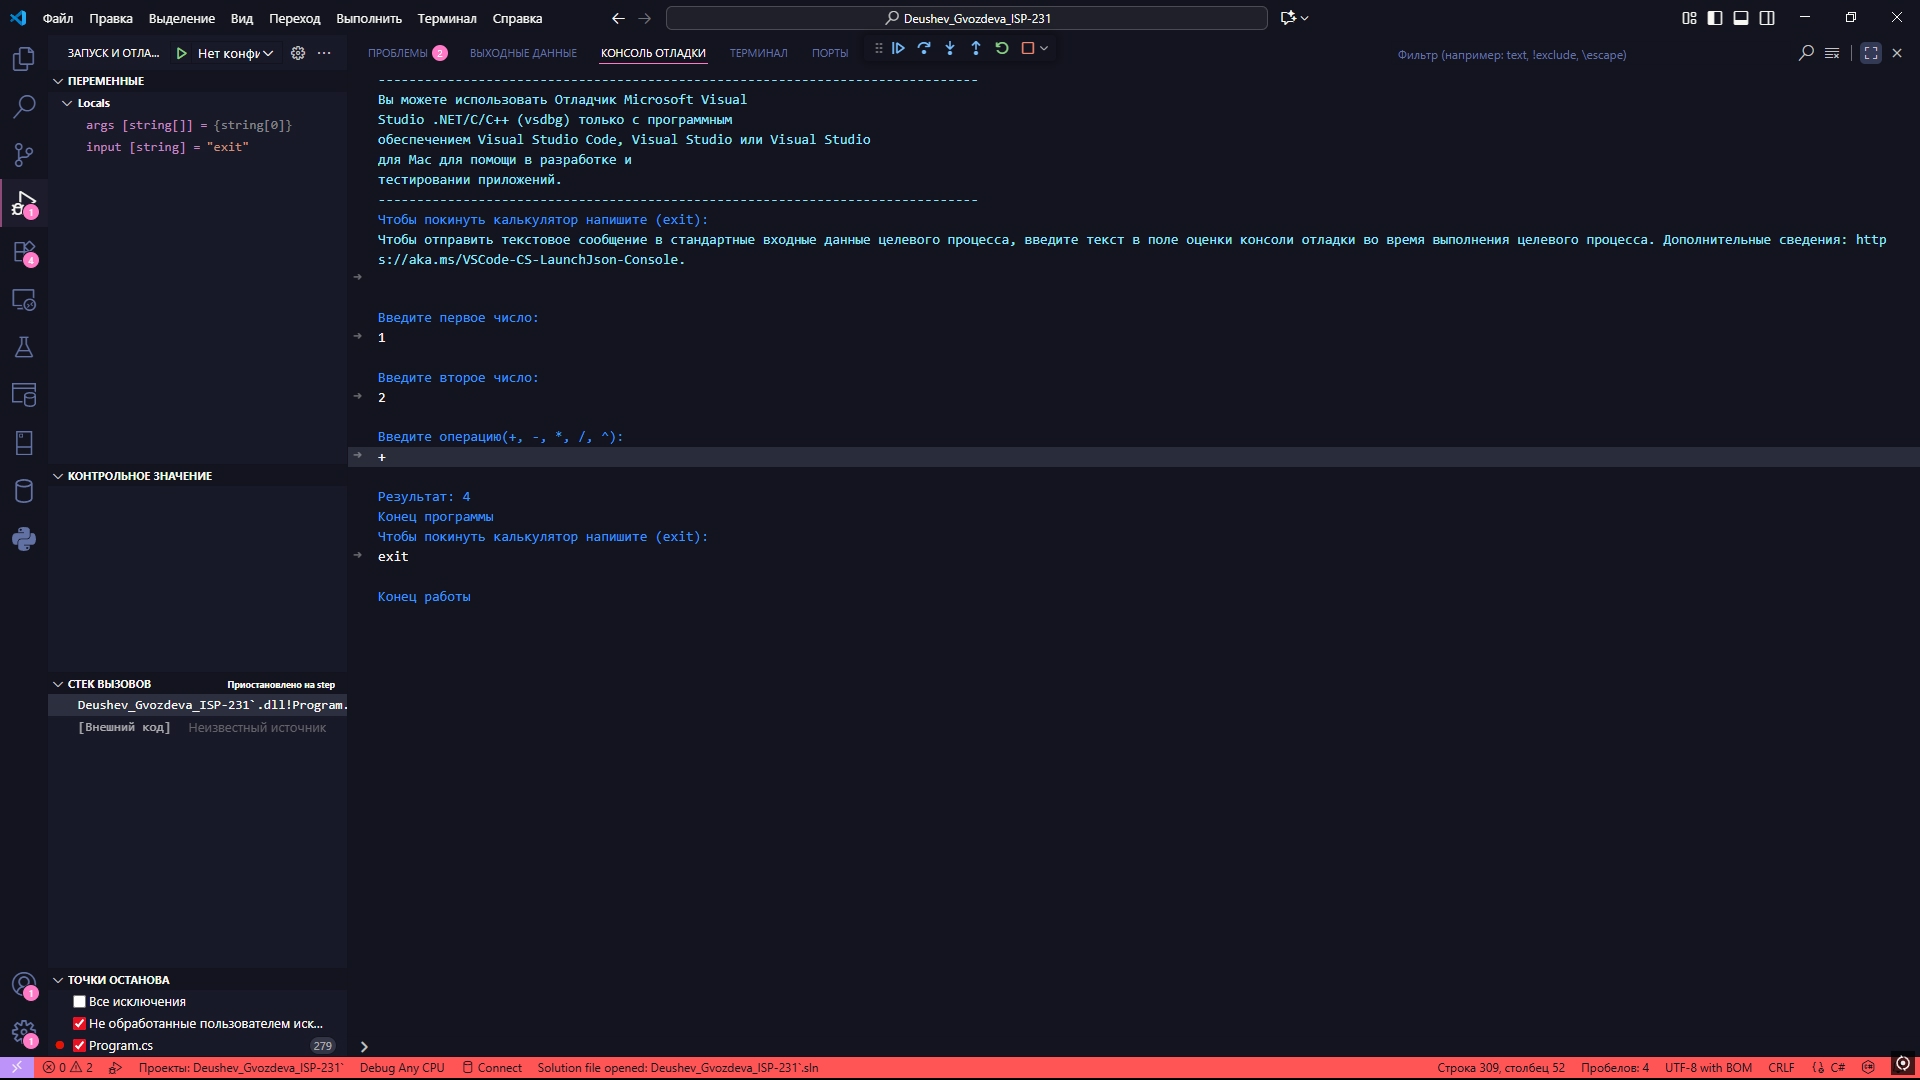 Файл Правка Выделение Вид Переход Выполнить Терминал Справка
Deushev_Gvozdeva_ISP-231
ЗАПУСК И ОТЛА... Нет конфи
ПРОБЛЕМЫ 2 ВЫХОДНЫЕ ДАННЫЕ КОНСОЛЬ ОТЛАДКИ ТЕРМИНАЛ ПОРТЫ
Фильтр (например: text, !exclude, \escape)
ПЕРЕМЕННЫЕ
Locals
args [string[]] = {string[0]}
input [string] = "exit"
КОНТРОЛЬНОЕ ЗНАЧЕНИЕ
СТЕК ВЫЗОВОВ Приостановлено на step
Deushev_Gvozdeva_ISP-231`.dll!Program.
[Внешний код] Неизвестный источник
ТОЧКИ ОСТАНОВА
Все исключения
Не обработанные пользователем иск...
Program.cs 279
1
4
1
1
------------------------------------------------------------------------------
Вы можете использовать Отладчик Microsoft Visual
Studio .NET/C/C++ (vsdbg) только с программным
обеспечением Visual Studio Code, Visual Studio или Visual Studio
для Mac для помощи в разработке и
тестировании приложений.
------------------------------------------------------------------------------
Чтобы покинуть калькулятор напишите (exit):
Чтобы отправить текстовое сообщение в стандартные входные данные целевого процесса, введите текст в поле оценки консоли отладки во время выполнения целевого процесса. Дополнительные сведения: http
s://aka.ms/VSCode-CS-LaunchJson-Console.
Введите первое число:
1
Введите второе число:
2
Введите операцию(+, -, *, /, ^):
+
Результат: 4
Конец программы
Чтобы покинуть калькулятор напишите (exit):
exit
Конец работы
0 2 Проекты: Deushev_Gvozdeva_ISP-231` Debug Any CPU Connect Solution file opened: Deushev_Gvozdeva_ISP-231`.sln
Строка 309, столбец 52 Пробелов: 4 UTF-8 with BOM CRLF C#